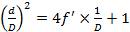 (d/D)² = 4f′ × 1/D + 1